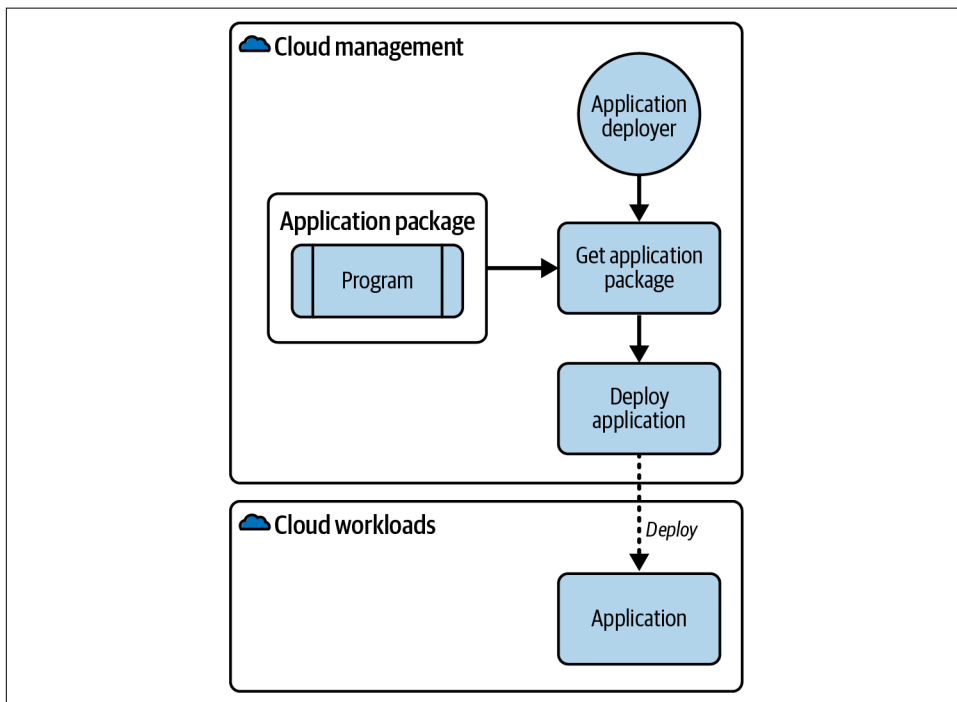 Cloud management
Application
deployer
Application package
Program
Get application
package
Deploy
application
Cloud workloads
Deploy
Application